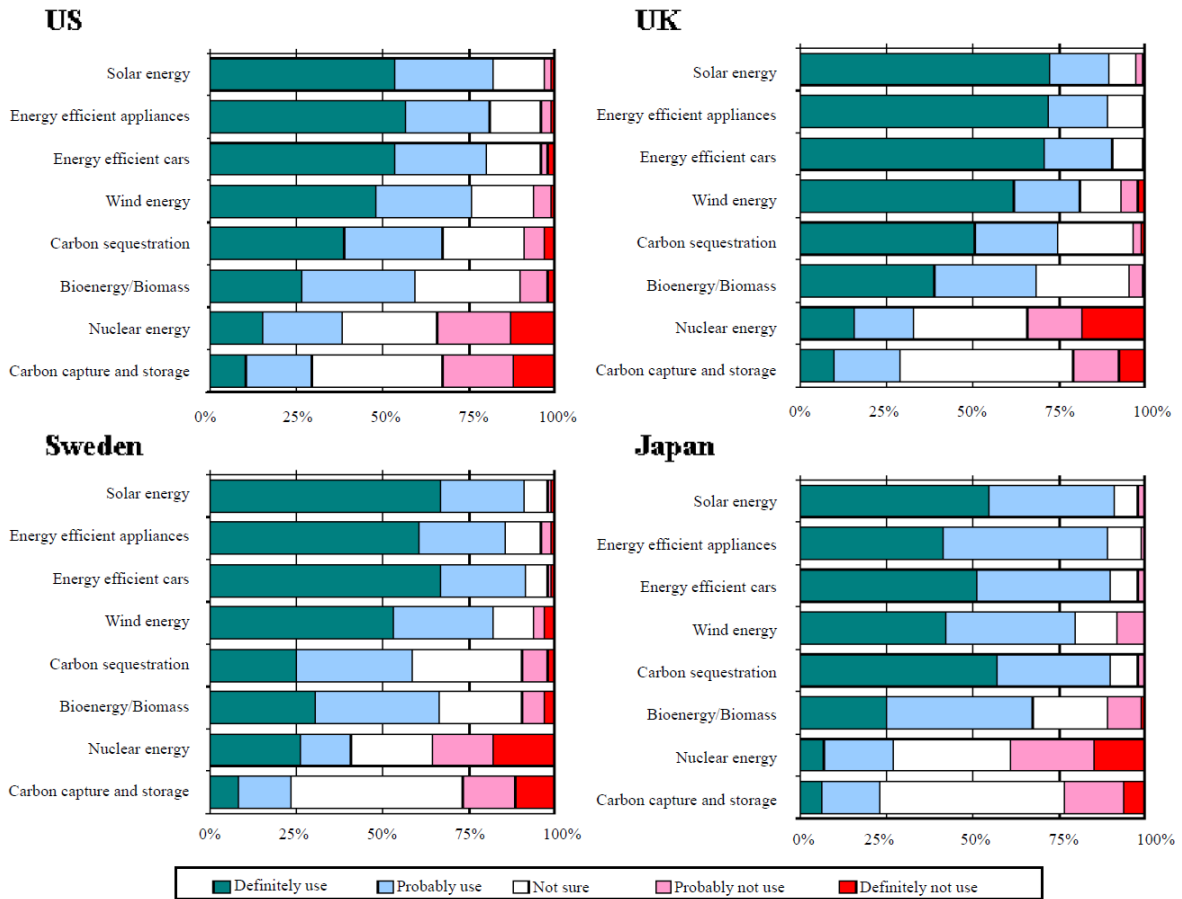 US
Solar energy
Energy efficient appliances
Energy efficient cars
Wind energy
Carbon sequestration
Bioenergy/Biomass
Nuclear energy
Carbon capture and storage
0% 25% 50% 75% 100%
UK
Solar energy
Energy efficient appliances
Energy efficient cars
Wind energy
Carbon sequestration
Bioenergy/Biomass
Nuclear energy
Carbon capture and storage
0% 25% 50% 75% 100%
Sweden
Solar energy
Energy efficient appliances
Energy efficient cars
Wind energy
Carbon sequestration
Bioenergy/Biomass
Nuclear energy
Carbon capture and storage
0% 25% 50% 75% 100%
Japan
Solar energy
Energy efficient appliances
Energy efficient cars
Wind energy
Carbon sequestration
Bioenergy/Biomass
Nuclear energy
Carbon capture and storage
0% 25% 50% 75% 100%
Definitely use Probably use Not sure Probably not use Definitely not use